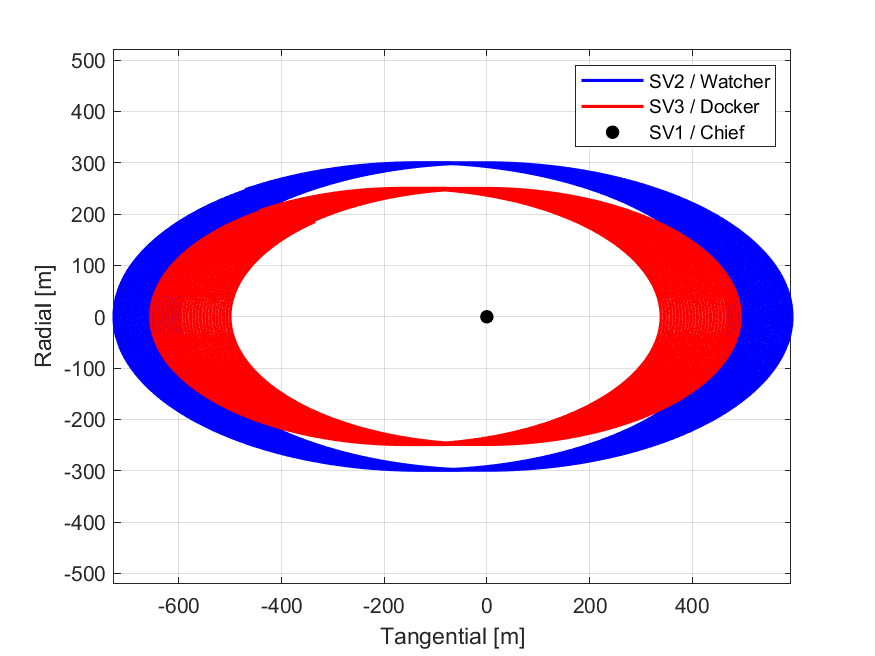 500
400
300
200
100
0
-100
-200
-300
-400
-500
Radial [m]
SV2 / Watcher
SV3 / Docker
SV1 / Chief
-600 -400 -200 0 200 400
Tangential [m]